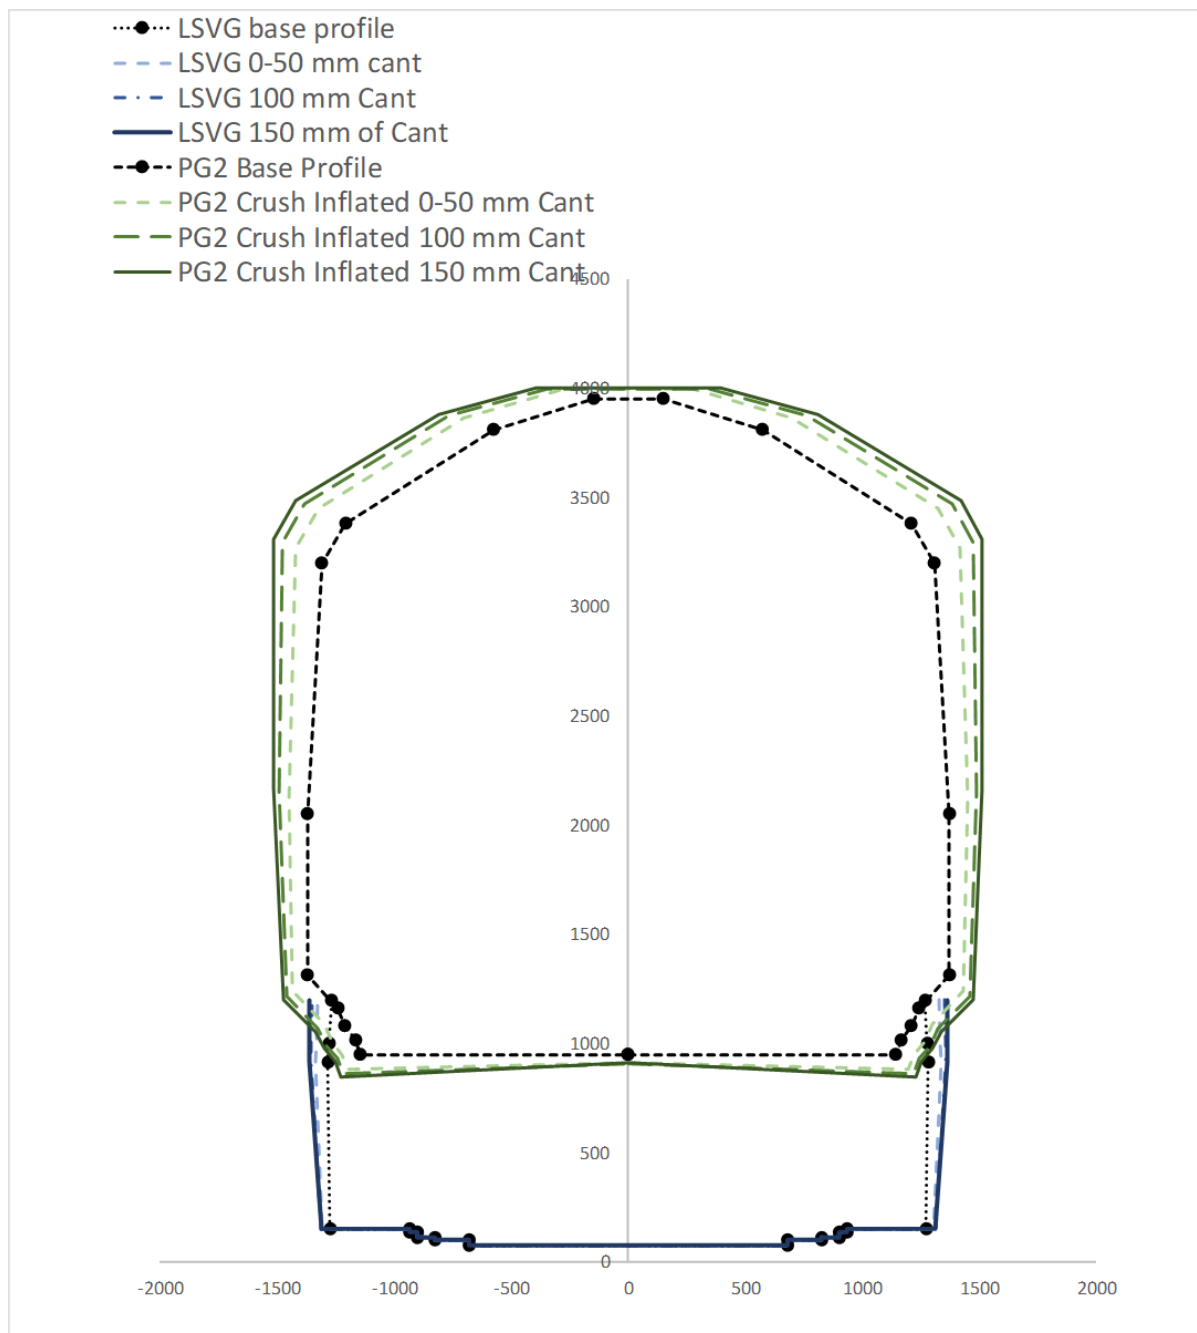 LSVG base profile
LSVG 0-50 mm cant
LSVG 100 mm Cant
LSVG 150 mm of Cant
PG2 Base Profile
PG2 Crush Inflated 0-50 mm Cant
PG2 Crush Inflated 100 mm Cant
PG2 Crush Inflated 150 mm Cant
4500
4000
3500
3000
2500
2000
1500
1000
500
0
-2000 -1500 -1000 -500 0 500 1000 1500 2000